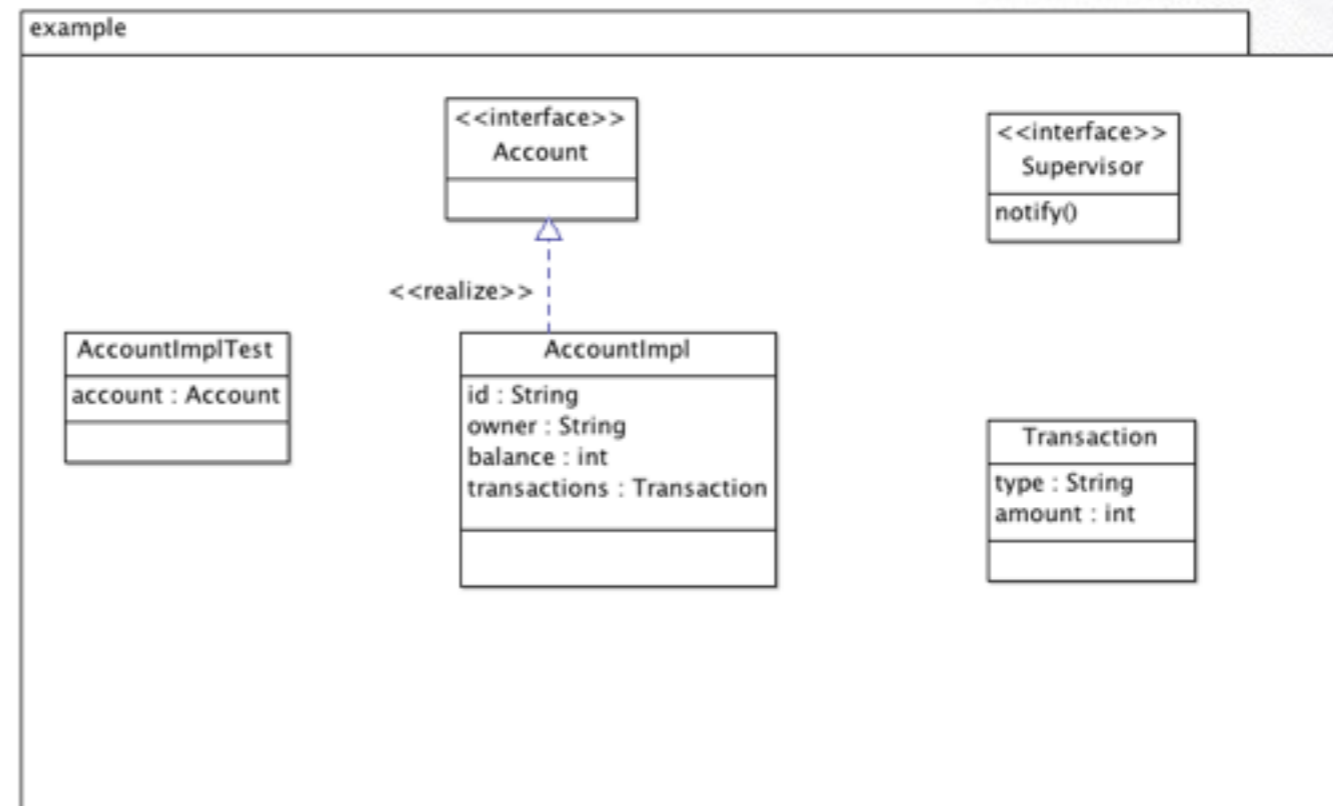 example
<<interface>>
Account
<<interface>>
Supervisor
notify()
<<realize>>
AccountImplTest
account : Account
AccountImpl
id : String
owner : String
balance : int
transactions : Transaction
Transaction
type : String
amount : int